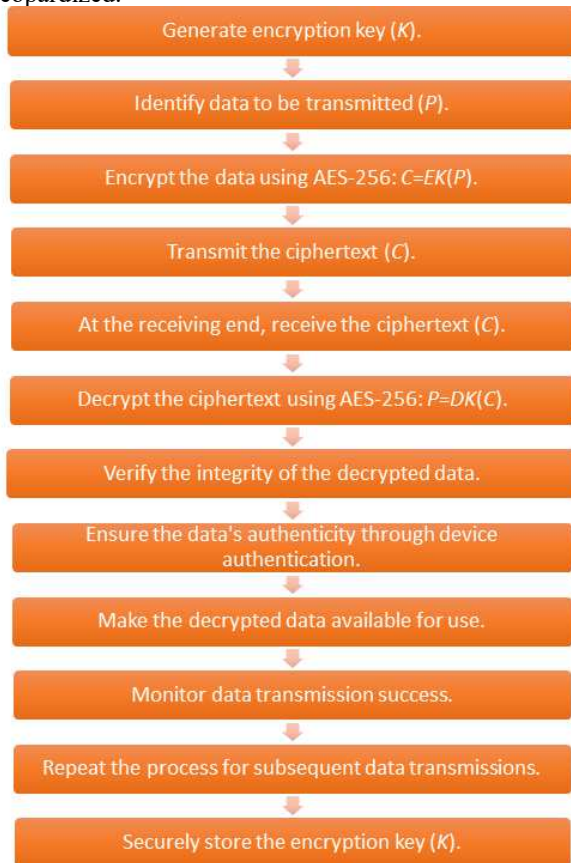 Generate encryption key (K).
Identify data to be transmitted (P).
Encrypt the data using AES-256: C=EK(P).
Transmit the ciphertext (C).
At the receiving end, receive the ciphertext (C).
Decrypt the ciphertext using AES-256: P=DK(C).
Verify the integrity of the decrypted data.
Ensure the data's authenticity through device
authentication.
Make the decrypted data available for use.
Monitor data transmission success.
Repeat the process for subsequent data transmissions.
Securely store the encryption key (K).